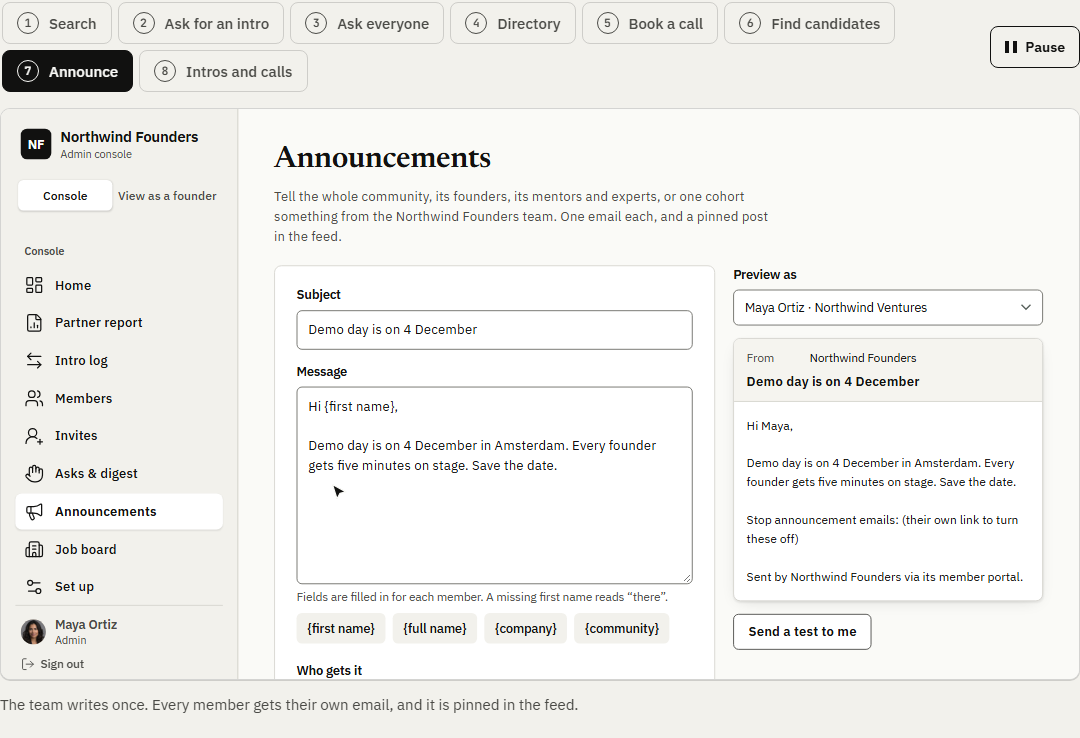 1 Search
2 Ask for an intro
3 Ask everyone
4 Directory
5 Book a call
6 Find candidates
7 Announce
8 Intros and calls
Pause
NF
Northwind Founders
Admin console
Console
View as a founder
Console
Home
Partner report
Intro log
Members
Invites
Asks & digest
Announcements
Job board
Set up
Maya Ortiz
Admin
Sign out
Announcements
Tell the whole community, its founders, its mentors and experts, or one cohort
something from the Northwind Founders team. One email each, and a pinned post
in the feed.
Subject
Demo day is on 4 December
Message
Hi {first name},
Demo day is on 4 December in Amsterdam. Every founder
gets five minutes on stage. Save the date.
Fields are filled in for each member. A missing first name reads “there”.
{first name}
{full name}
{company}
{community}
Who gets it
Preview as
Maya Ortiz · Northwind Ventures
From Northwind Founders
Demo day is on 4 December
Hi Maya,
Demo day is on 4 December in Amsterdam. Every
founder gets five minutes on stage. Save the date.
Stop announcement emails: (their own link to turn
these off)
Sent by Northwind Founders via its member portal.
Send a test to me
The team writes once. Every member gets their own email, and it is pinned in the feed.